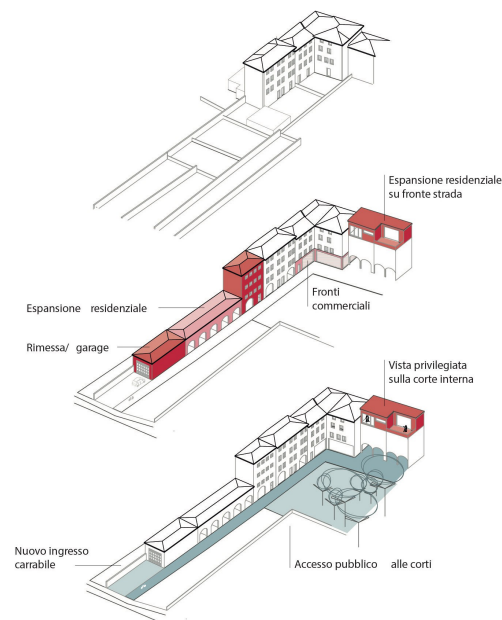 Espansione residenziale
su fronte strada
Espansione residenziale
Fronti
commerciali
Rimessa/ garage
Vista privilegiata
sulla corte interna
Nuovo ingresso
carrabile
Accesso pubblico alle corti